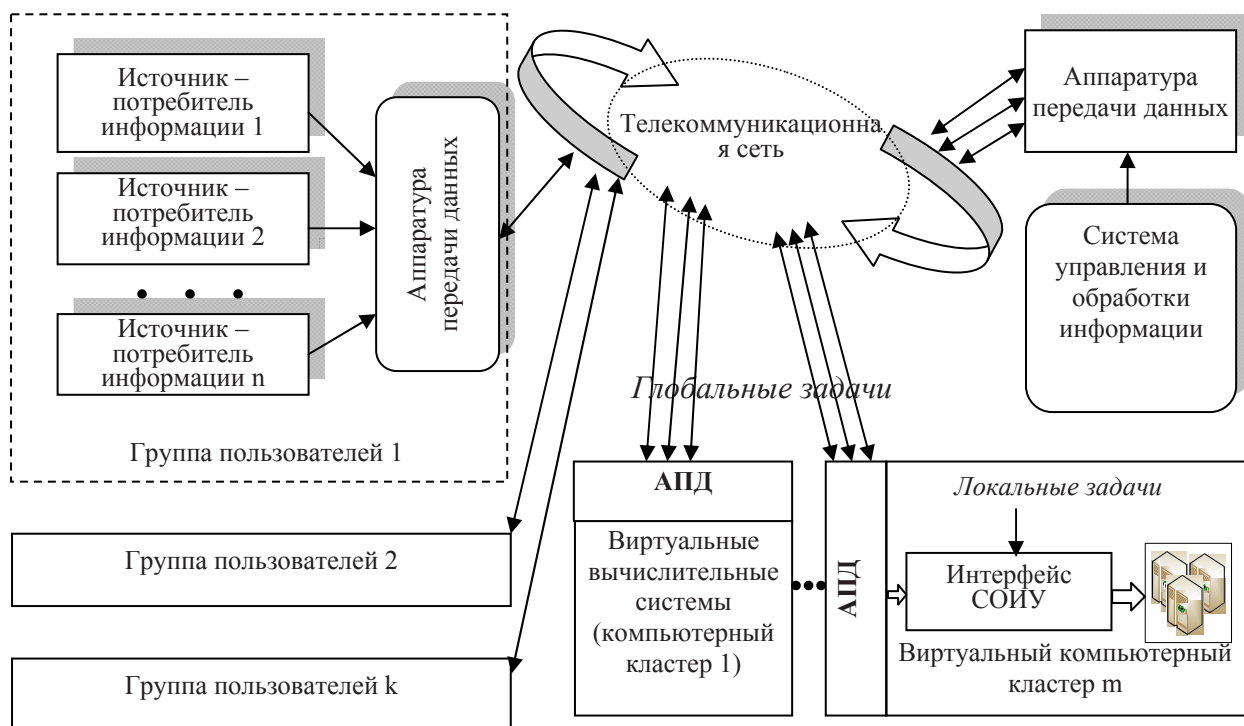 Источник –
потребитель
информации 1
Источник –
потребитель
информации 2
Источник –
потребитель
информации n
Аппаратура
передачи данных
Группа пользователей 1
Телекоммуникационна
я сеть
Аппаратура
передачи данных
Система
управления и
обработки
информации
Глобальные задачи
Группа пользователей 2
Группа пользователей k
АПД
Виртуальные
вычислительные
системы
(компьютерный
кластер 1)
АПД
Локальные задачи
Интерфейс
СОИУ
Виртуальный компьютерный
кластер m